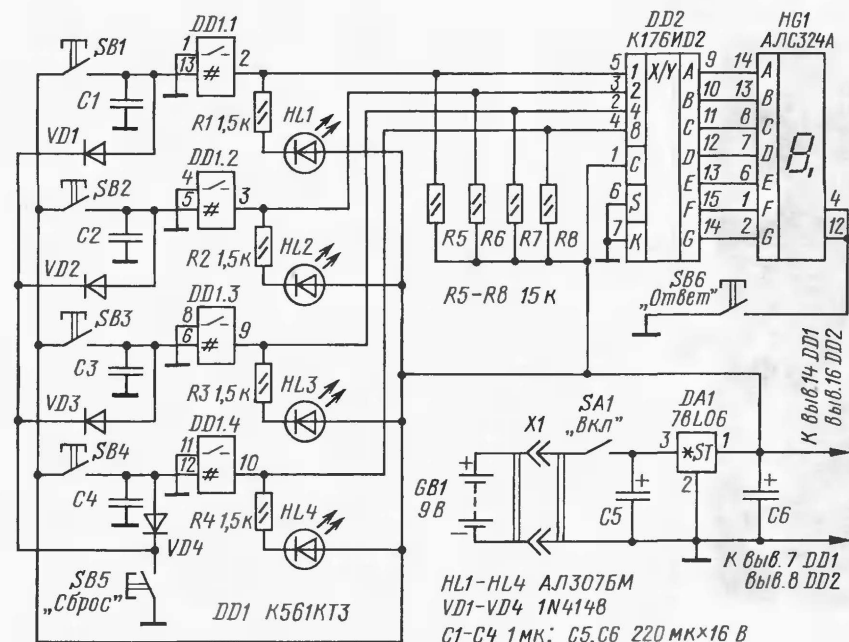 DD2
К176ИD2
HG1
АЛС324А
SB1
1
13
DD1.1
#
2
C1
R1 1,5к
HL1
VD1
SB2
4
5
DD1.2
#
3
C2
R2 1,5к
HL2
VD2
SB3
8
6
DD1.3
#
9
C3
R3 1,5к
HL3
VD3
SB4
11
12
DD1.4
#
10
C4
R4 1,5к
HL4
VD4
SB5
„Сброс"
DD1 К561КТ3
5 1 X/Y A 9 14 A
3 2 B 10 13 B
2 4 C 11 8 C
4 8 D 12 7 D
1 C E 13 6 E
6 S F 15 1 F 4
7 K G 14 2 G 12
8.
R5 R6 R7 R8
R5-R8 15 к
SB6
„Ответ"
К выв.14 DD1
выв.16 DD2
X1
SA1
„Вкл"
DA1
78L06
3 *ST 1
2
GB1
9 В
+
–
+
C5
+
C6
К выв.7 DD1
выв.8 DD2
HL1-HL4 АЛ307БМ
VD1-VD4 1N4148
C1-C4 1 мк; C5,C6 220 мк×16 В